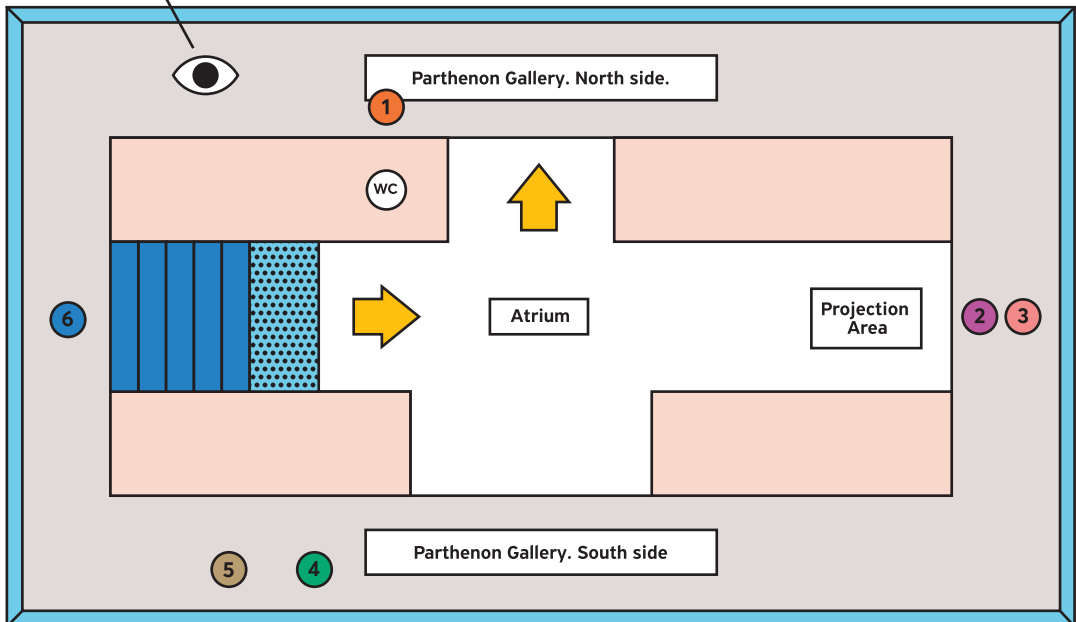 Parthenon Gallery. North side.
1
WC
6
Atrium
Projection
Area
2
3
Parthenon Gallery. South side
5
4